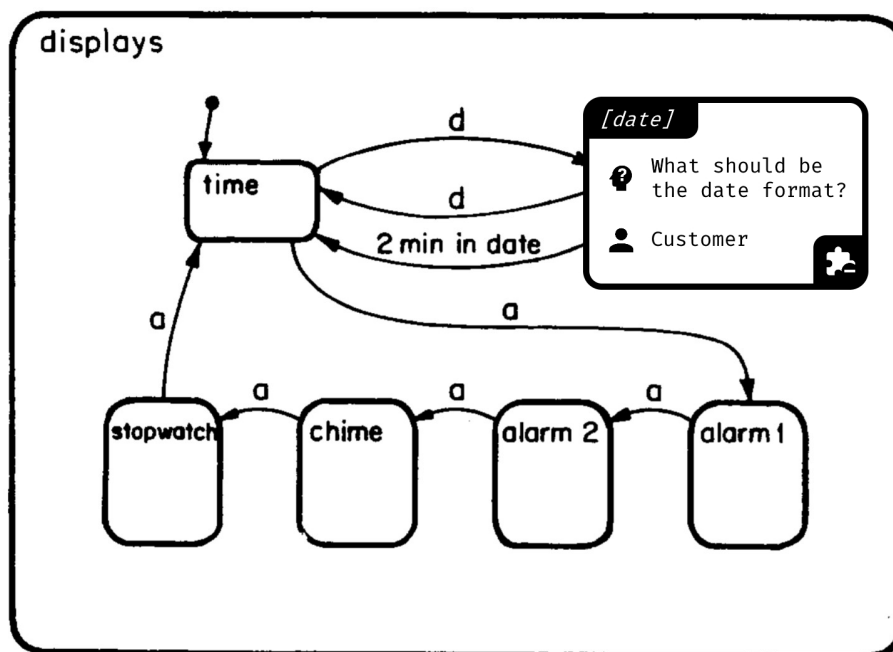 displays
d
[date]
What should be
the date format?
time
d
2 min in date
Customer
a
a
a
a
a
stopwatch
chime
alarm 2
alarm 1